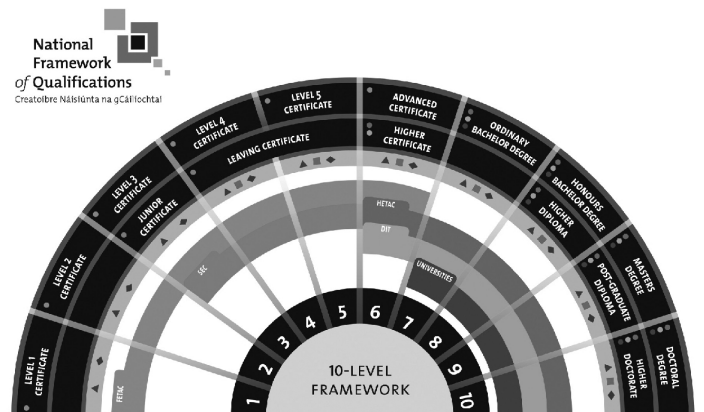 National
Framework
of Qualifications
Creatoibre Náisiúnta na gCáilíochtaí
LEVEL 1
CERTIFICATE
LEVEL 2
CERTIFICATE
LEVEL 3
CERTIFICATE
JUNIOR
CERTIFICATE
LEVEL 4
CERTIFICATE
LEVEL 5
CERTIFICATE
LEAVING CERTIFICATE
ADVANCED
CERTIFICATE
HIGHER
CERTIFICATE
ORDINARY
BACHELOR DEGREE
HONOURS
BACHELOR DEGREE
HIGHER
DIPLOMA
MASTERS
DEGREE
POST-GRADUATE
DIPLOMA
DOCTORAL
DEGREE
HIGHER
DOCTORATE
FETAC
SEC
HETAC
DIT
UNIVERSITIES
1
2
3
4
5
6
7
8
9
10
10-LEVEL
FRAMEWORK